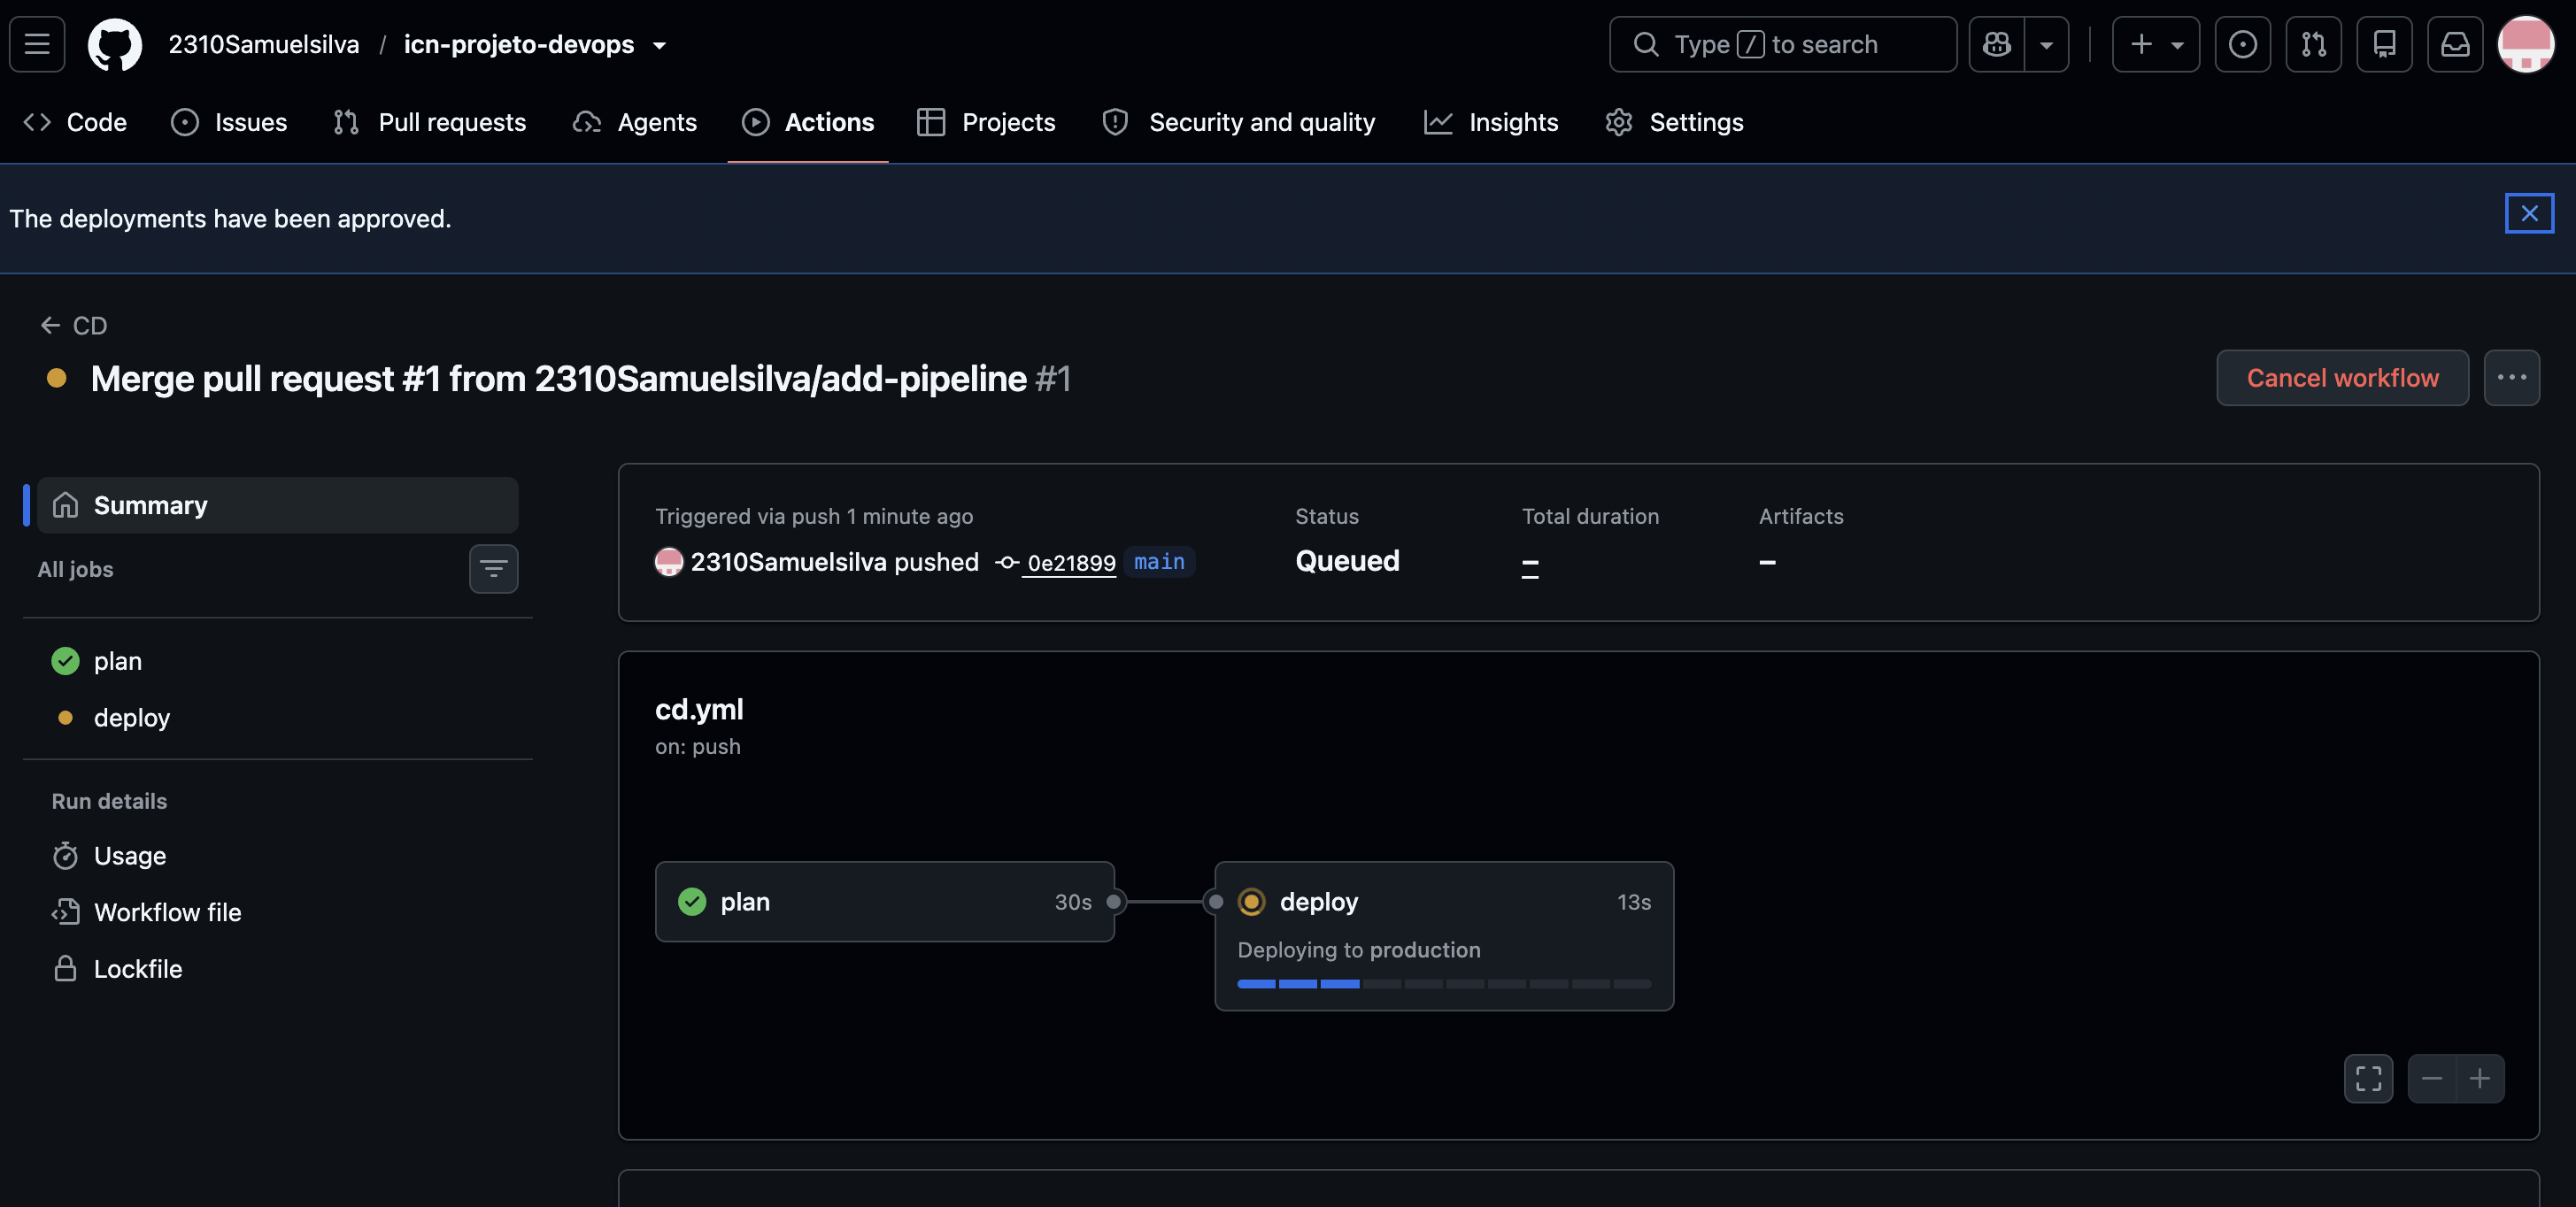 2310Samuelsilva / icn-projeto-devops
Type / to search
Code Issues Pull requests Agents Actions Projects Security and quality Insights Settings
The deployments have been approved.
← CD
Merge pull request #1 from 2310Samuelsilva/add-pipeline #1
Cancel workflow
Summary
All jobs
plan
deploy
Run details
Usage
Workflow file
Lockfile
Triggered via push 1 minute ago
2310Samuelsilva pushed 0e21899 main
Status
Queued
Total duration
–
Artifacts
–
cd.yml
on: push
plan 30s
deploy 13s
Deploying to production